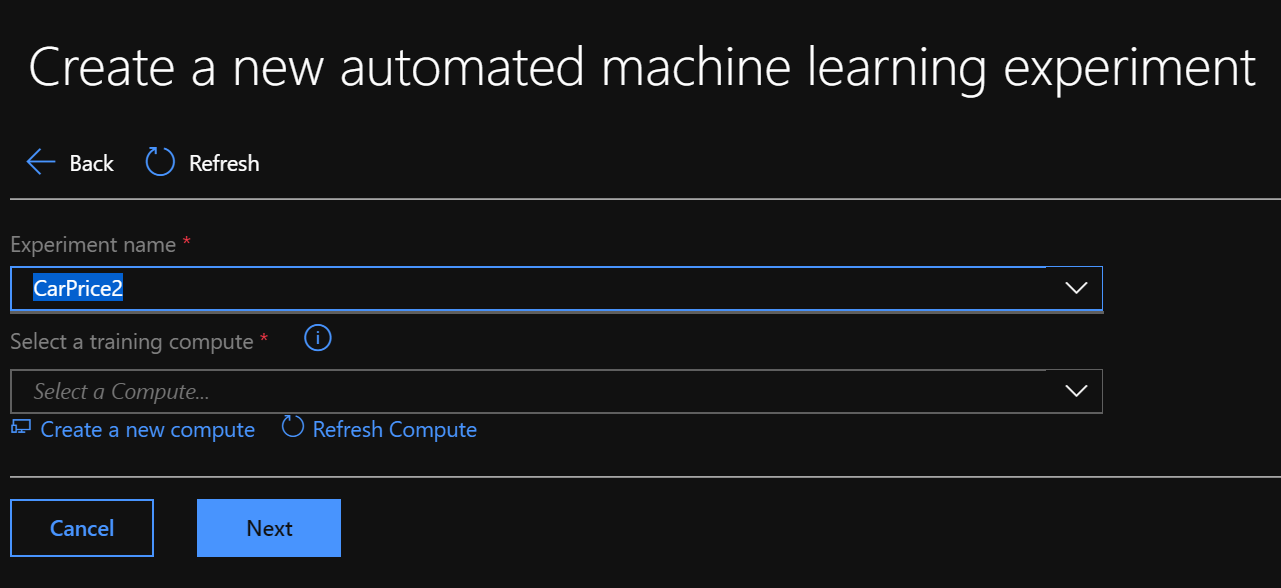 Create a new automated machine learning experiment
Back Refresh
Experiment name *
CarPrice2
Select a training compute * i
Select a Compute...
Create a new compute Refresh Compute
Cancel Next